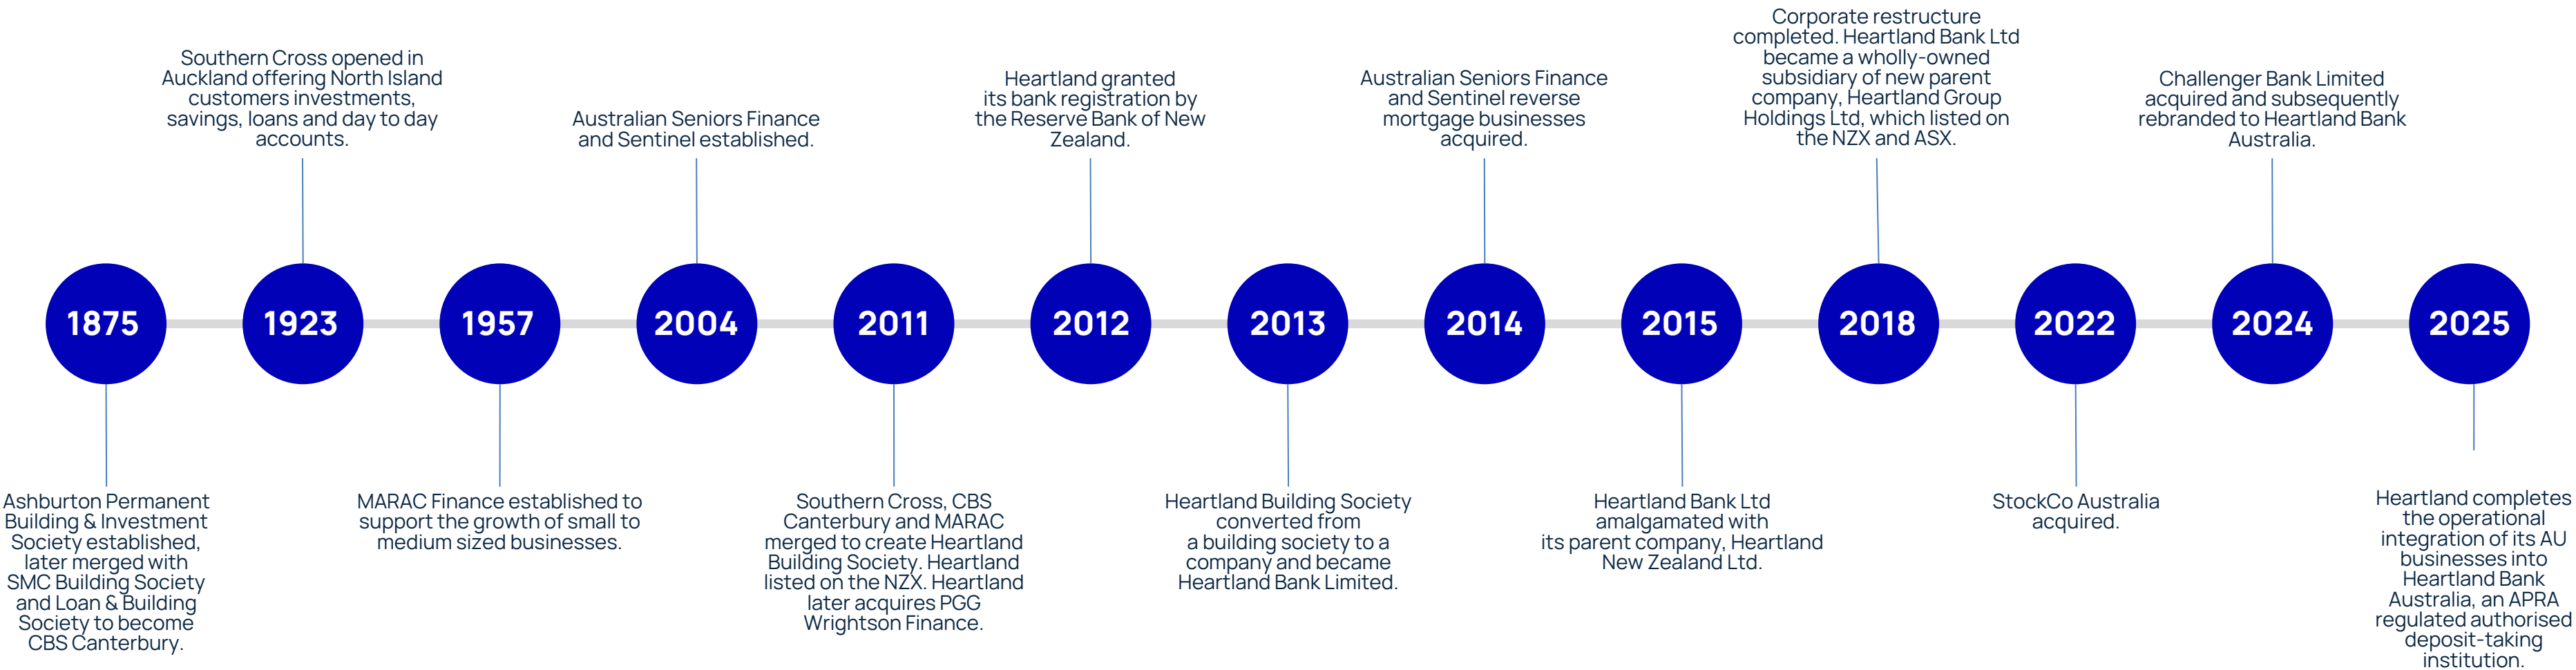 Southern Cross opened in
Auckland offering North Island
customers investments,
savings, loans and day to day
accounts.
Australian Seniors Finance
and Sentinel established.
Heartland granted
its bank registration by
the Reserve Bank of New
Zealand.
Australian Seniors Finance
and Sentinel reverse
mortgage businesses
acquired.
Corporate restructure
completed. Heartland Bank Ltd
became a wholly-owned
subsidiary of new parent
company, Heartland Group
Holdings Ltd, which listed on
the NZX and ASX.
Challenger Bank Limited
acquired and subsequently
rebranded to Heartland Bank
Australia.
1875 1923 1957 2004 2011 2012 2013 2014 2015 2018 2022 2024 2025
Ashburton Permanent
Building & Investment
Society established,
later merged with
SMC Building Society
and Loan & Building
Society to become
CBS Canterbury.
MARAC Finance established to
support the growth of small to
medium sized businesses.
Southern Cross, CBS
Canterbury and MARAC
merged to create Heartland
Building Society. Heartland
listed on the NZX. Heartland
later acquires PGG
Wrightson Finance.
Heartland Building Society
converted from
a building society to a
company and became
Heartland Bank Limited.
Heartland Bank Ltd
amalgamated with
its parent company, Heartland
New Zealand Ltd.
StockCo Australia
acquired.
Heartland completes
the operational
integration of its AU
businesses into
Heartland Bank
Australia, an APRA
regulated authorised
deposit-taking
institution.